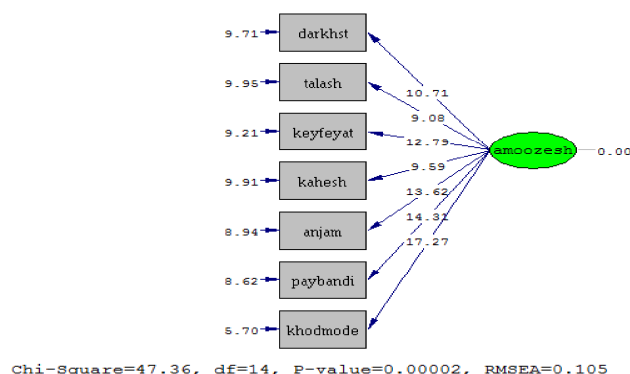 9.71 darkhst
10.71
9.95 talash
9.08
9.21 keyfeyat
12.79
amoozesh 0.00
9.91 kahesh
9.59
13.62
8.94 anjam
14.31
17.27
8.62 paybandi
5.70 khodmode
Chi-Square=47.36, df=14, P-value=0.00002, RMSEA=0.105